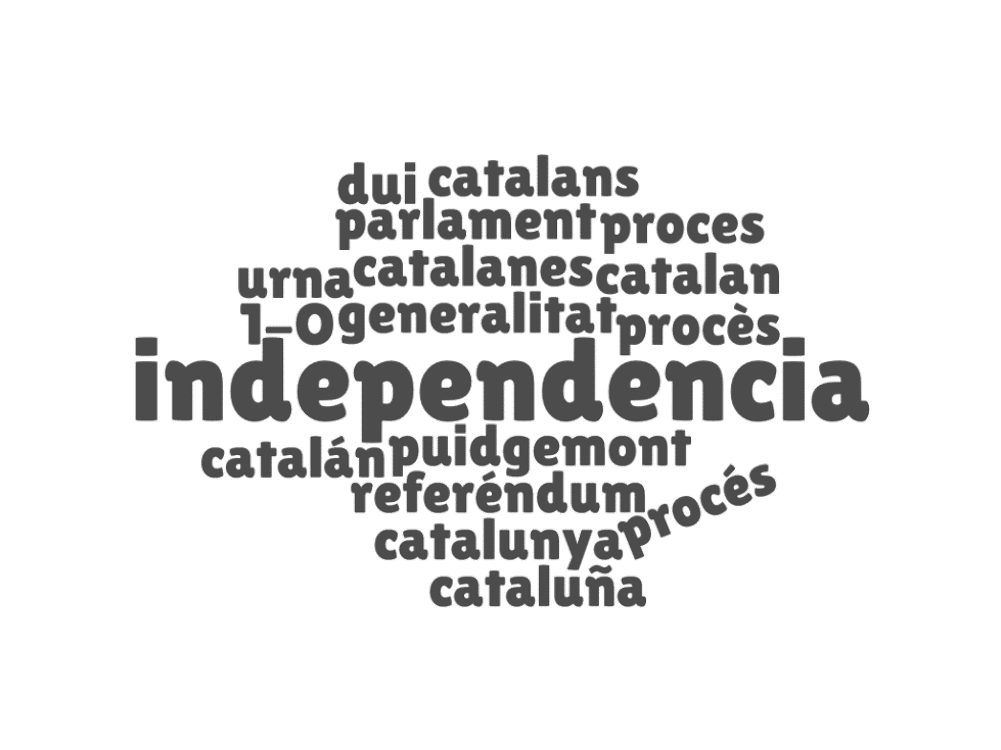 dui catalans
parlament proces
urna catalanes catalan
1-0 generalitat procès
independencia
catalán puidgemont
referéndum procés
catalunya
cataluña